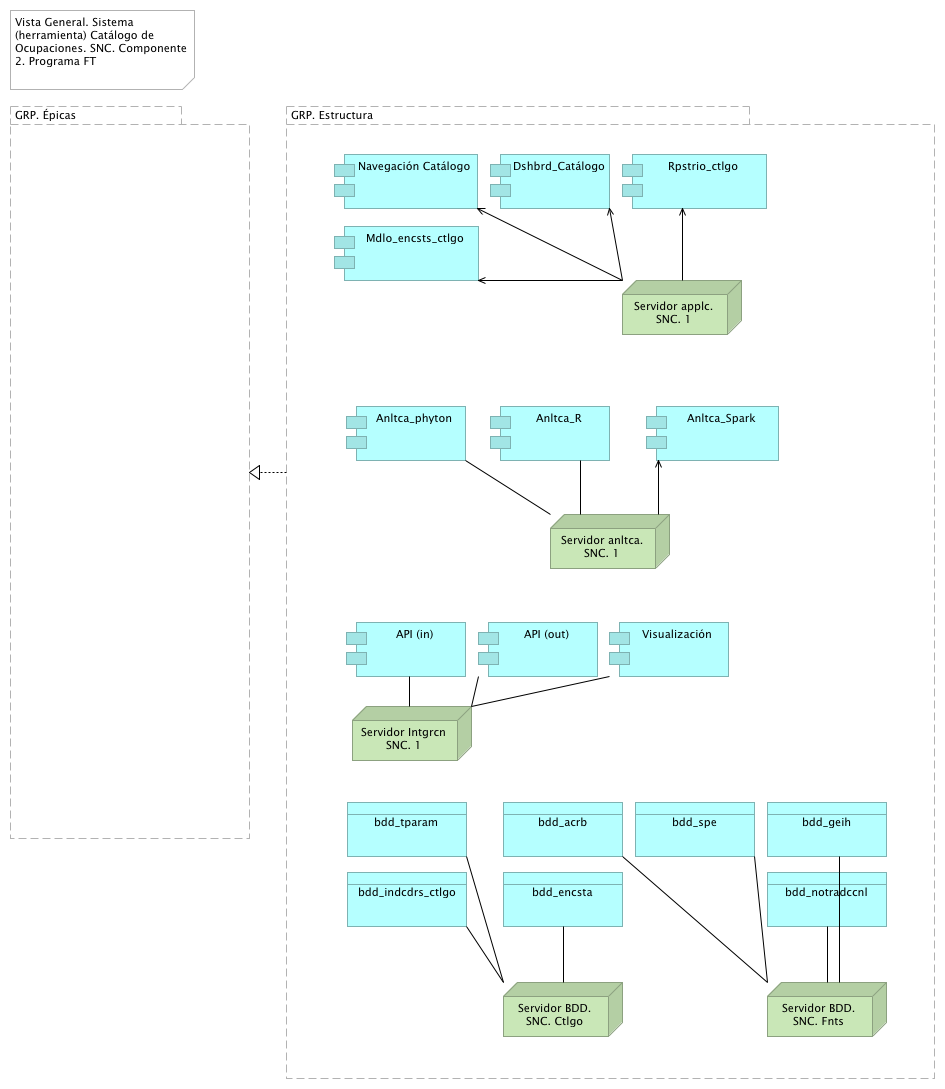 Vista General. Sistema
(herramienta) Catálogo de
Ocupaciones. SNC. Componente
2. Programa FT
GRP. Épicas
GRP. Estructura
Navegación Catálogo
Dshbrd_Catálogo
Rpstrio_ctlgo
Mdlo_encsts_ctlgo
Servidor applc.
SNC. 1
Anltca_phyton
Anltca_R
Anltca_Spark
Servidor anltca.
SNC. 1
API (in)
API (out)
Visualización
Servidor Intgrcn
SNC. 1
bdd_tparam
bdd_acrb
bdd_spe
bdd_geih
bdd_indcdrs_ctlgo
bdd_encsta
bdd_notradccnl
Servidor BDD.
SNC. Ctlgo
Servidor BDD.
SNC. Fnts